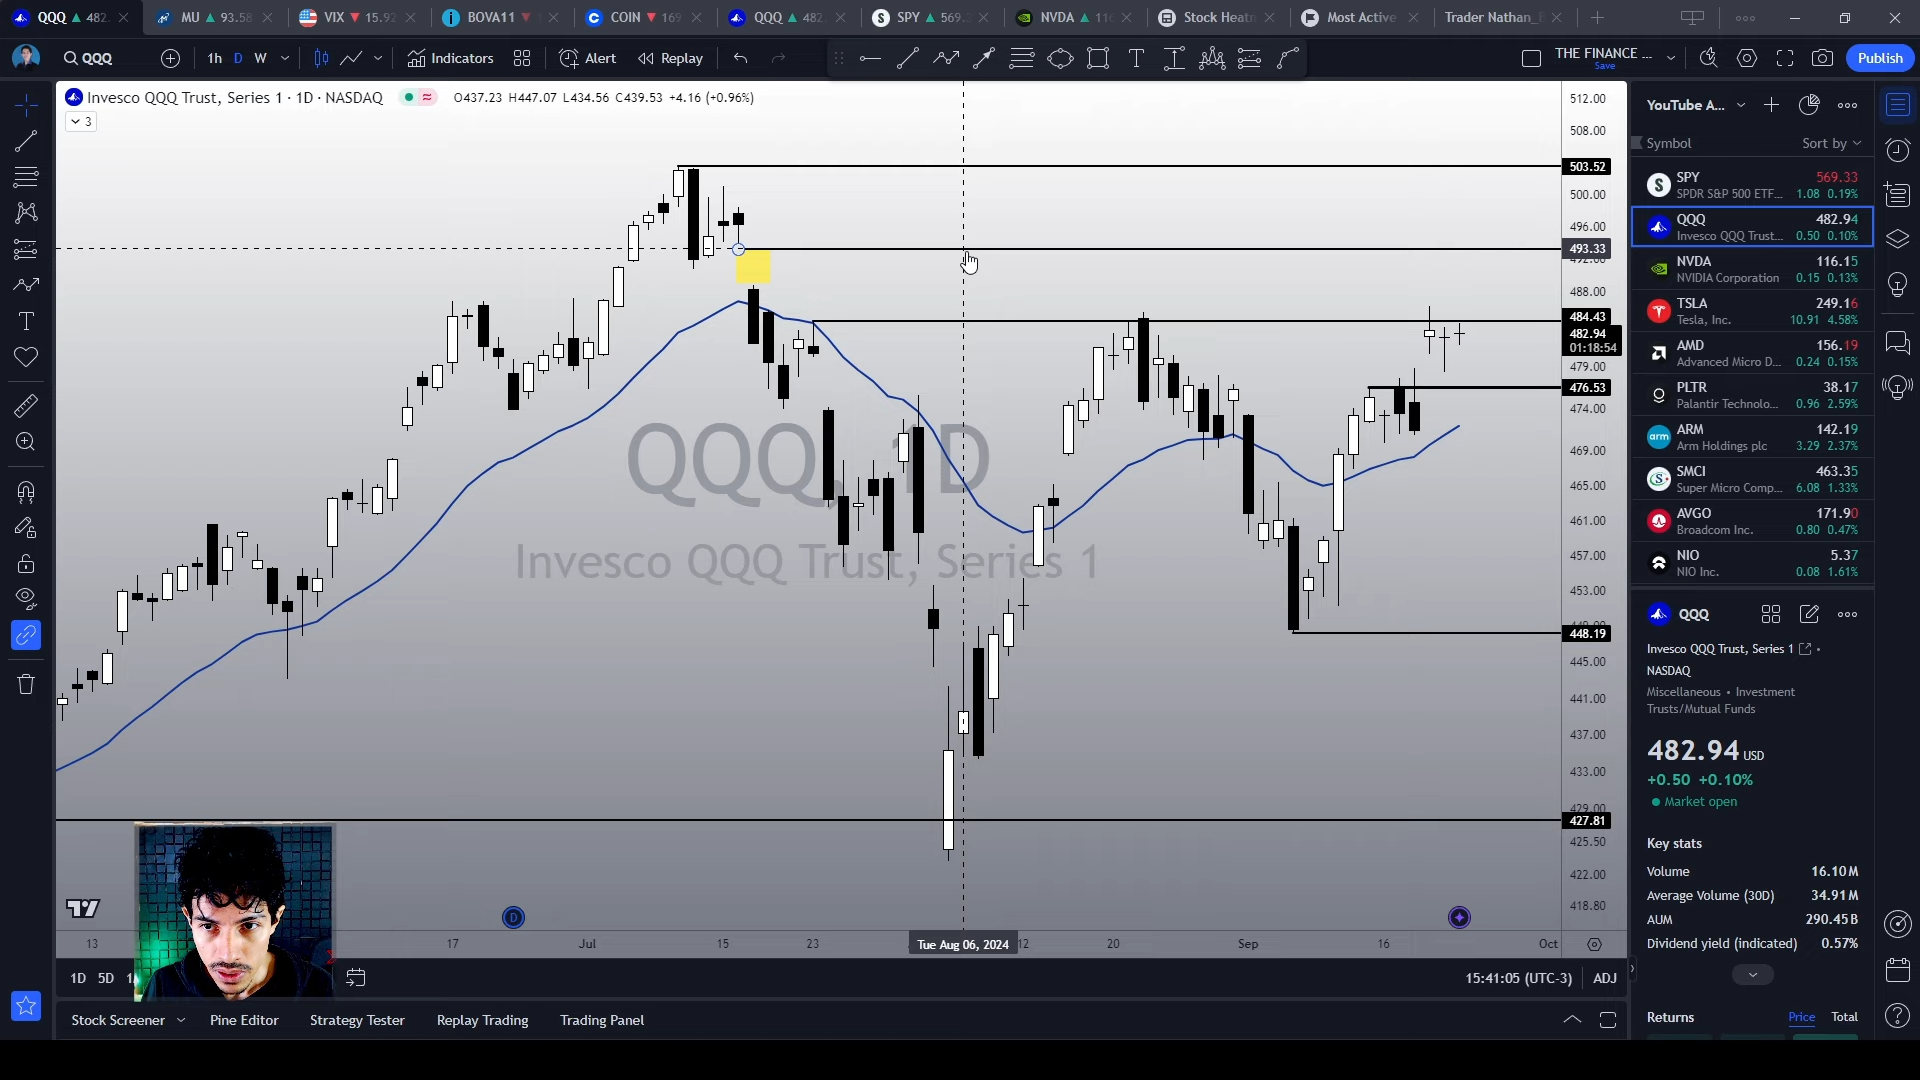 QQQ ▲ 482.
MU ▲ 93.58
VIX ▼ 15.92
BOVA11 ▼
COIN ▼ 169
QQQ ▲ 482.
SPY ▲ 569.3
NVDA ▲ 116
Stock Heatm
Most Active
Trader Nathan_
QQQ
1h D W
Indicators
Alert
Replay
THE FINANCE ...
Save
Publish
Invesco QQQ Trust, Series 1 · 1D · NASDAQ
O437.23 H447.07 L434.56 C439.53 +4.16 (+0.96%)
3
QQQ, 1D
Invesco QQQ Trust, Series 1
512.00
508.00
503.52
500.00
496.00
493.33
492.00
488.00
484.43
482.94
01:18:54
479.00
476.53
474.00
469.00
465.00
461.00
457.00
453.00
449.00
448.19
445.00
441.00
437.00
433.00
429.00
427.81
425.50
422.00
418.80
D
13 17 Jul 15 23 Tue Aug 06, 2024 12 20 Sep 16 Oct
1D 5D
15:41:05 (UTC-3) ADJ
Stock Screener
Pine Editor
Strategy Tester
Replay Trading
Trading Panel
YouTube A...
Symbol Sort by
SPY 569.33
SPDR S&P 500 ETF... 1.08 0.19%
QQQ 482.94
Invesco QQQ Trust... 0.50 0.10%
NVDA 116.15
NVIDIA Corporation 0.15 0.13%
TSLA 249.16
Tesla, Inc. 10.91 4.58%
AMD 156.19
Advanced Micro D... 0.24 0.15%
PLTR 38.17
Palantir Technolo... 0.96 2.59%
arm
ARM 142.19
Arm Holdings plc 3.29 2.37%
SMCI 463.35
Super Micro Comp... 6.08 1.33%
AVGO 171.90
Broadcom Inc. 0.80 0.47%
NIO 5.37
NIO Inc. 0.08 1.61%
QQQ
Invesco QQQ Trust, Series 1 •
NASDAQ
Miscellaneous • Investment
Trusts/Mutual Funds
482.94 USD
+0.50 +0.10%
Market open
Key stats
Volume 16.10M
Average Volume (30D) 34.91M
AUM 290.45B
Dividend yield (indicated) 0.57%
Returns Price Total